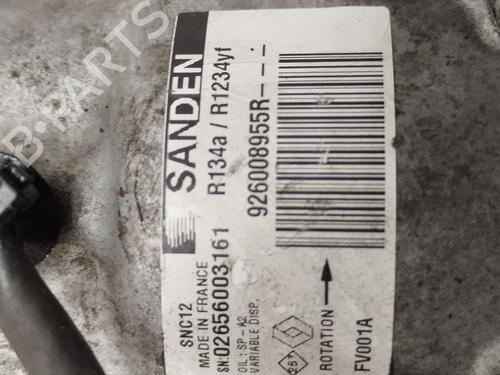 SANDEN
R134a / R1234yf
926008955R---
SNC12
MADE IN FRANCE
SN:02656003161
OIL: SP-A2
VARIABLE DISP.
ROTATION
FV001A
B-PARTS